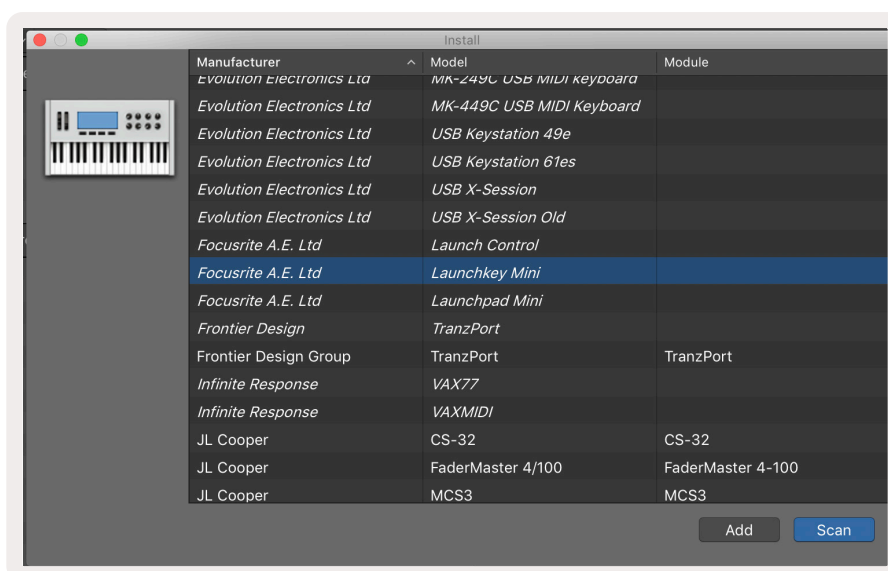 Install
Manufacturer Model Module
Evolution Electronics Ltd MK-249C USB MIDI keyboard
Evolution Electronics Ltd MK-449C USB MIDI Keyboard
Evolution Electronics Ltd USB Keystation 49e
Evolution Electronics Ltd USB Keystation 61es
Evolution Electronics Ltd USB X-Session
Evolution Electronics Ltd USB X-Session Old
Focusrite A.E. Ltd Launch Control
Focusrite A.E. Ltd Launchkey Mini
Focusrite A.E. Ltd Launchpad Mini
Frontier Design TranzPort
Frontier Design Group TranzPort TranzPort
Infinite Response VAX77
Infinite Response VAXMIDI
JL Cooper CS-32 CS-32
JL Cooper FaderMaster 4/100 FaderMaster 4-100
JL Cooper MCS3 MCS3
Add Scan